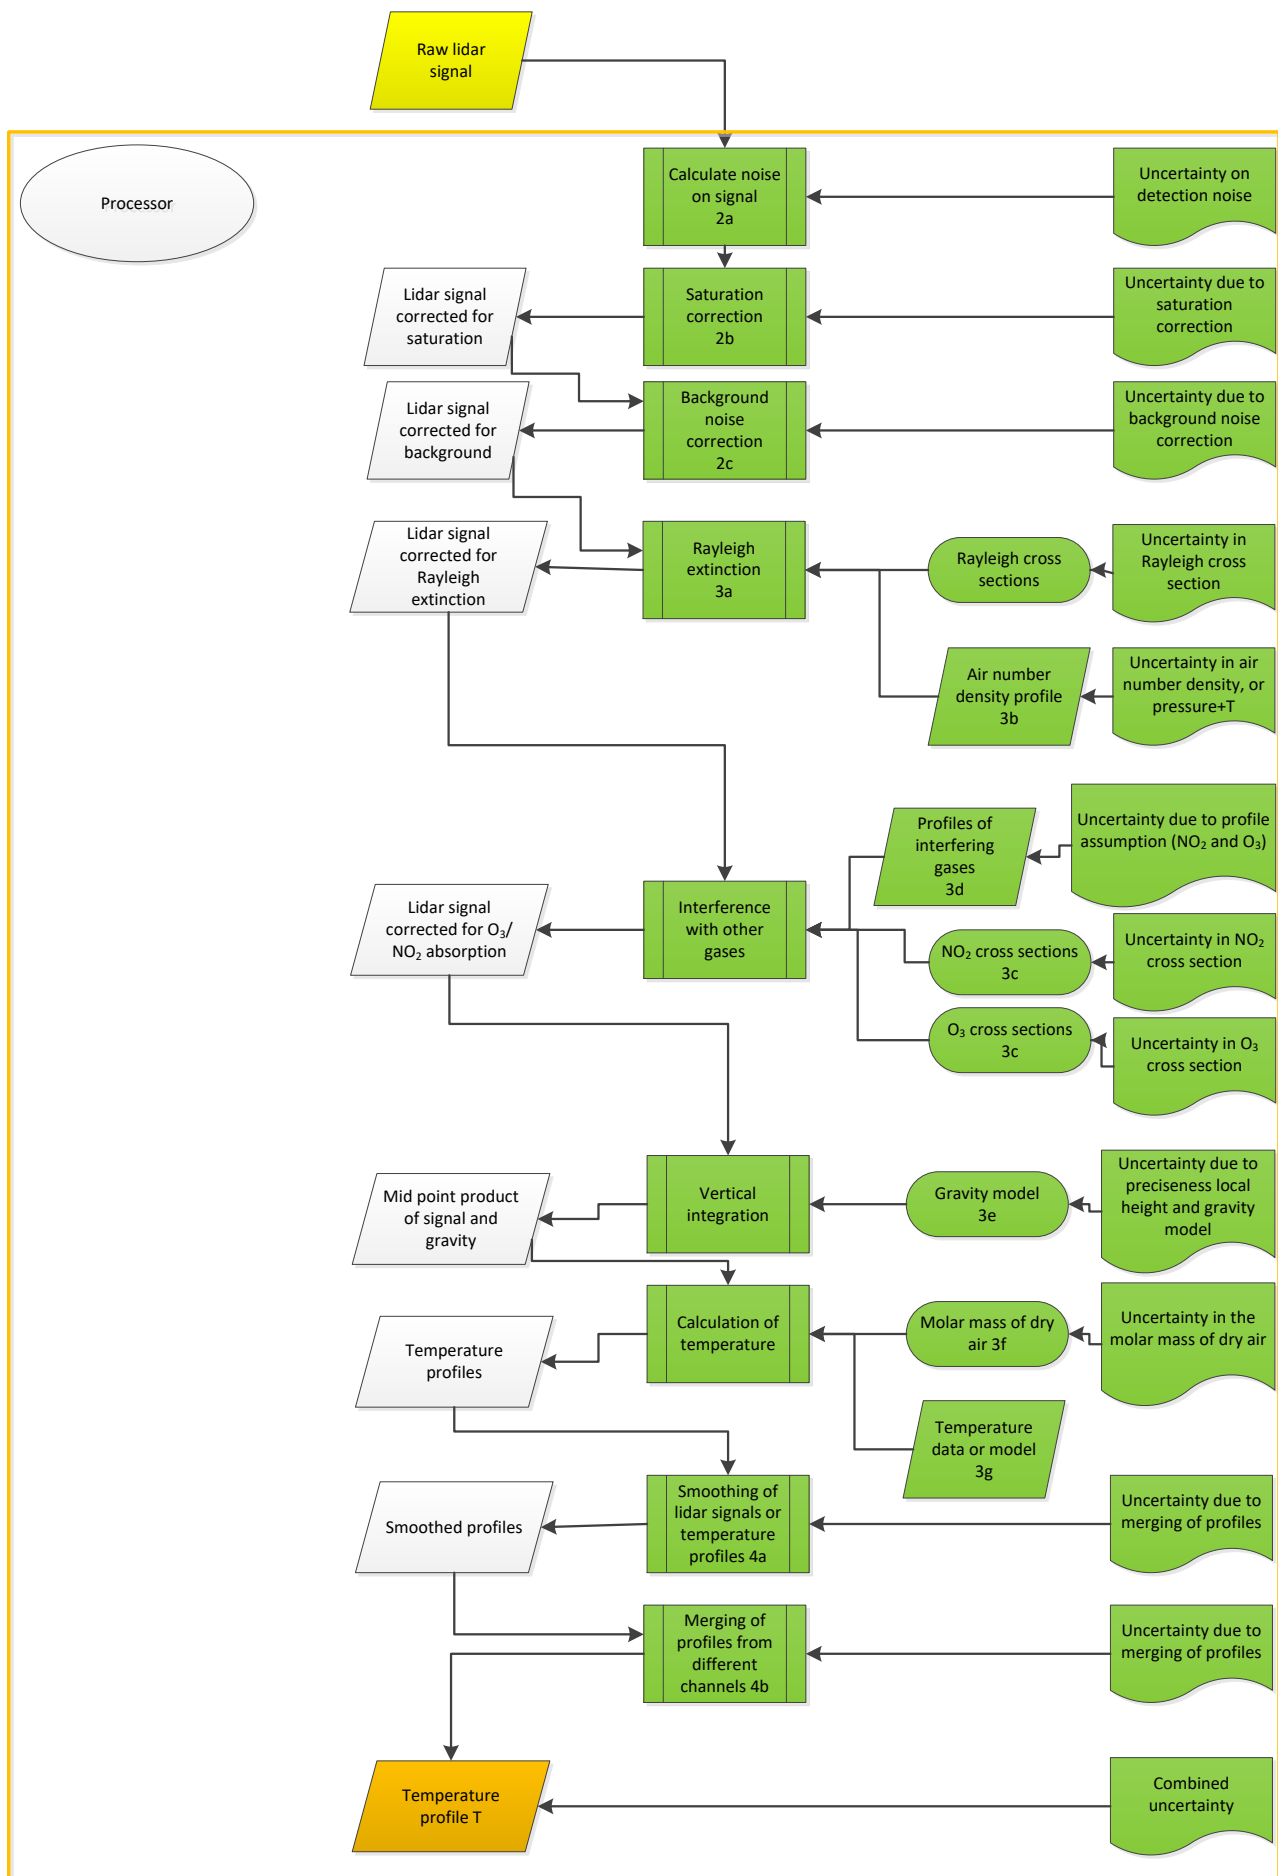 Raw lidar
signal
Processor
Calculate noise
on signal
2a
Uncertainty on
detection noise
Lidar signal
corrected for
saturation
Saturation
correction
2b
Uncertainty due to
saturation
correction
Lidar signal
corrected for
background
Background
noise
correction
2c
Uncertainty due to
background noise
correction
Lidar signal
corrected for
Rayleigh
extinction
Rayleigh
extinction
3a
Rayleigh cross
sections
Uncertainty in
Rayleigh cross
section
Air number
density profile
3b
Uncertainty in air
number density, or
pressure+T
Profiles of
interfering
gases
3d
Uncertainty due to profile
assumption (NO₂ and O₃)
Lidar signal
corrected for O₃/
NO₂ absorption
Interference
with other
gases
NO₂ cross sections
3c
Uncertainty in NO₂
cross section
O₃ cross sections
3c
Uncertainty in O₃
cross section
Mid point product
of signal and
gravity
Vertical
integration
Gravity model
3e
Uncertainty due to
preciseness local
height and gravity
model
Temperature
profiles
Calculation of
temperature
Molar mass of dry
air 3f
Uncertainty in the
molar mass of dry air
Temperature
data or model
3g
Smoothed profiles
Smoothing of
lidar signals or
temperature
profiles 4a
Uncertainty due to
merging of profiles
Merging of
profiles from
different
channels 4b
Uncertainty due to
merging of profiles
Temperature
profile T
Combined
uncertainty